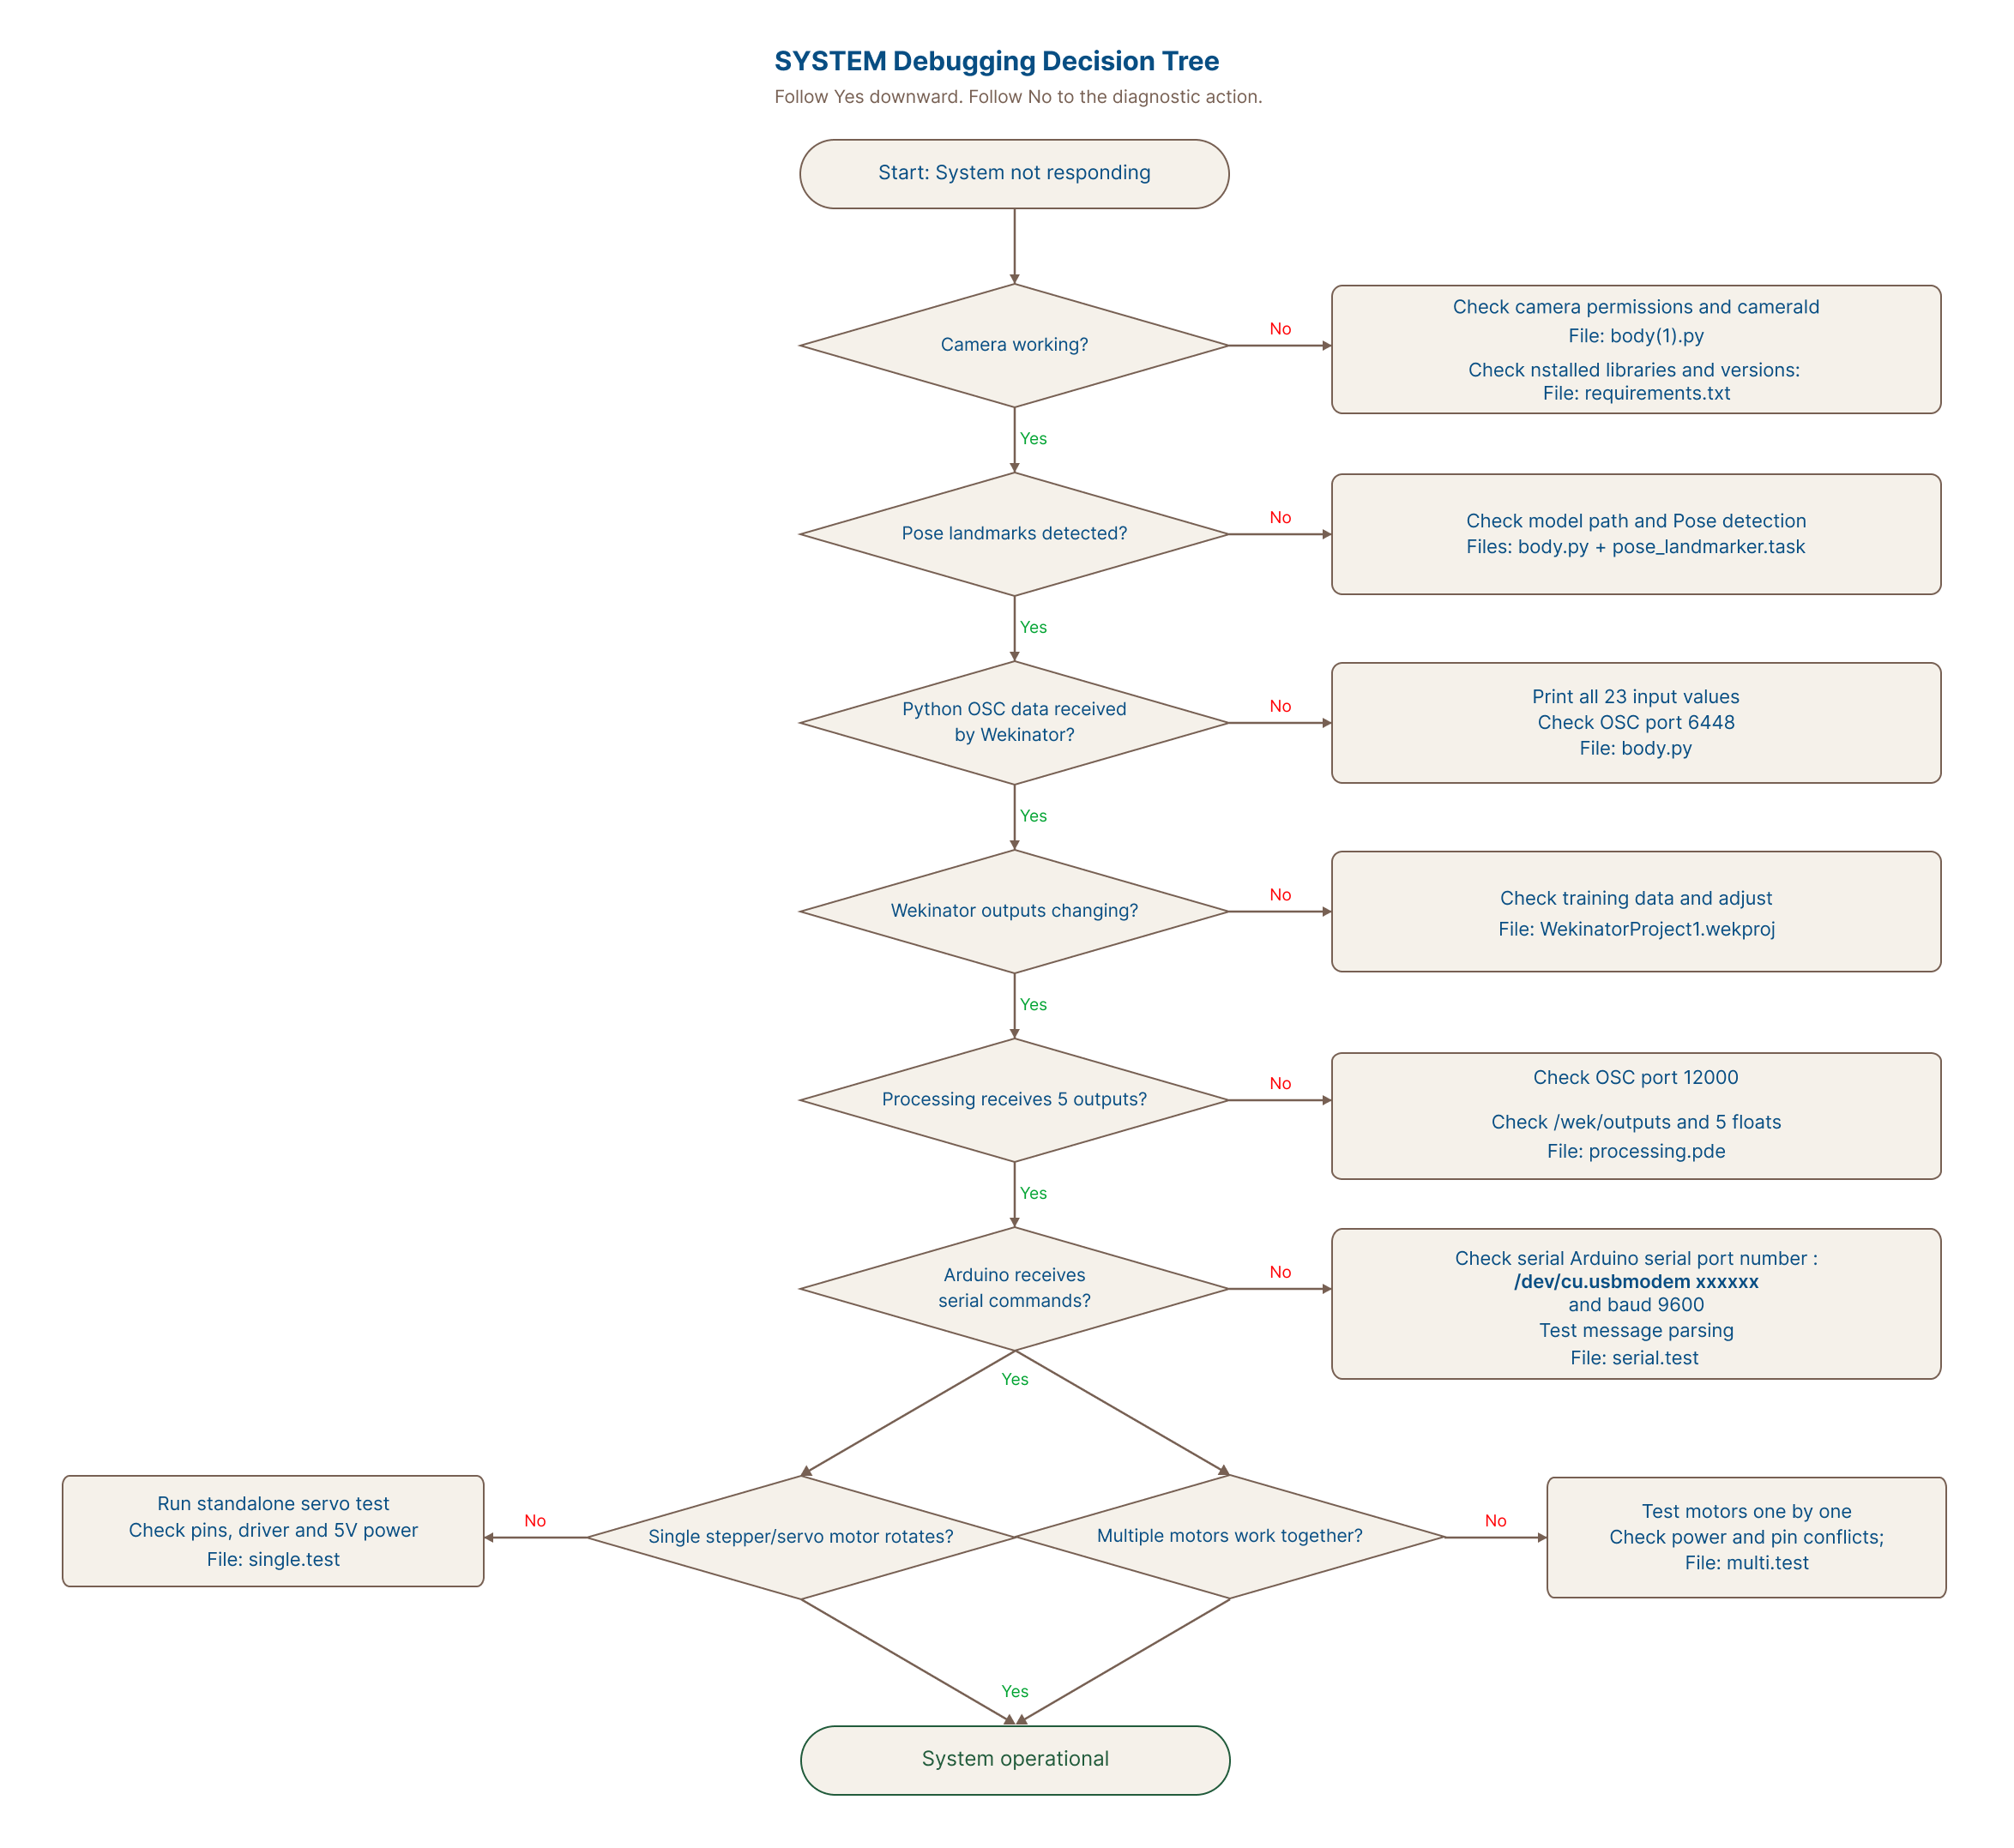 SYSTEM Debugging Decision Tree
Follow Yes downward. Follow No to the diagnostic action.
Start: System not responding
Camera working?
No
Check camera permissions and cameraId
File: body(1).py
Check nstalled libraries and versions:
File: requirements.txt
Yes
Pose landmarks detected?
No
Check model path and Pose detection
Files: body.py + pose_landmarker.task
Yes
Python OSC data received
by Wekinator?
No
Print all 23 input values
Check OSC port 6448
File: body.py
Yes
Wekinator outputs changing?
No
Check training data and adjust
File: WekinatorProject1.wekproj
Yes
Processing receives 5 outputs?
No
Check OSC port 12000
Check /wek/outputs and 5 floats
File: processing.pde
Yes
Arduino receives
serial commands?
No
Check serial Arduino serial port number :
/dev/cu.usbmodem xxxxxx
and baud 9600
Test message parsing
File: serial.test
Yes
Run standalone servo test
Check pins, driver and 5V power
File: single.test
No
Single stepper/servo motor rotates?
Multiple motors work together?
No
Test motors one by one
Check power and pin conflicts;
File: multi.test
Yes
System operational